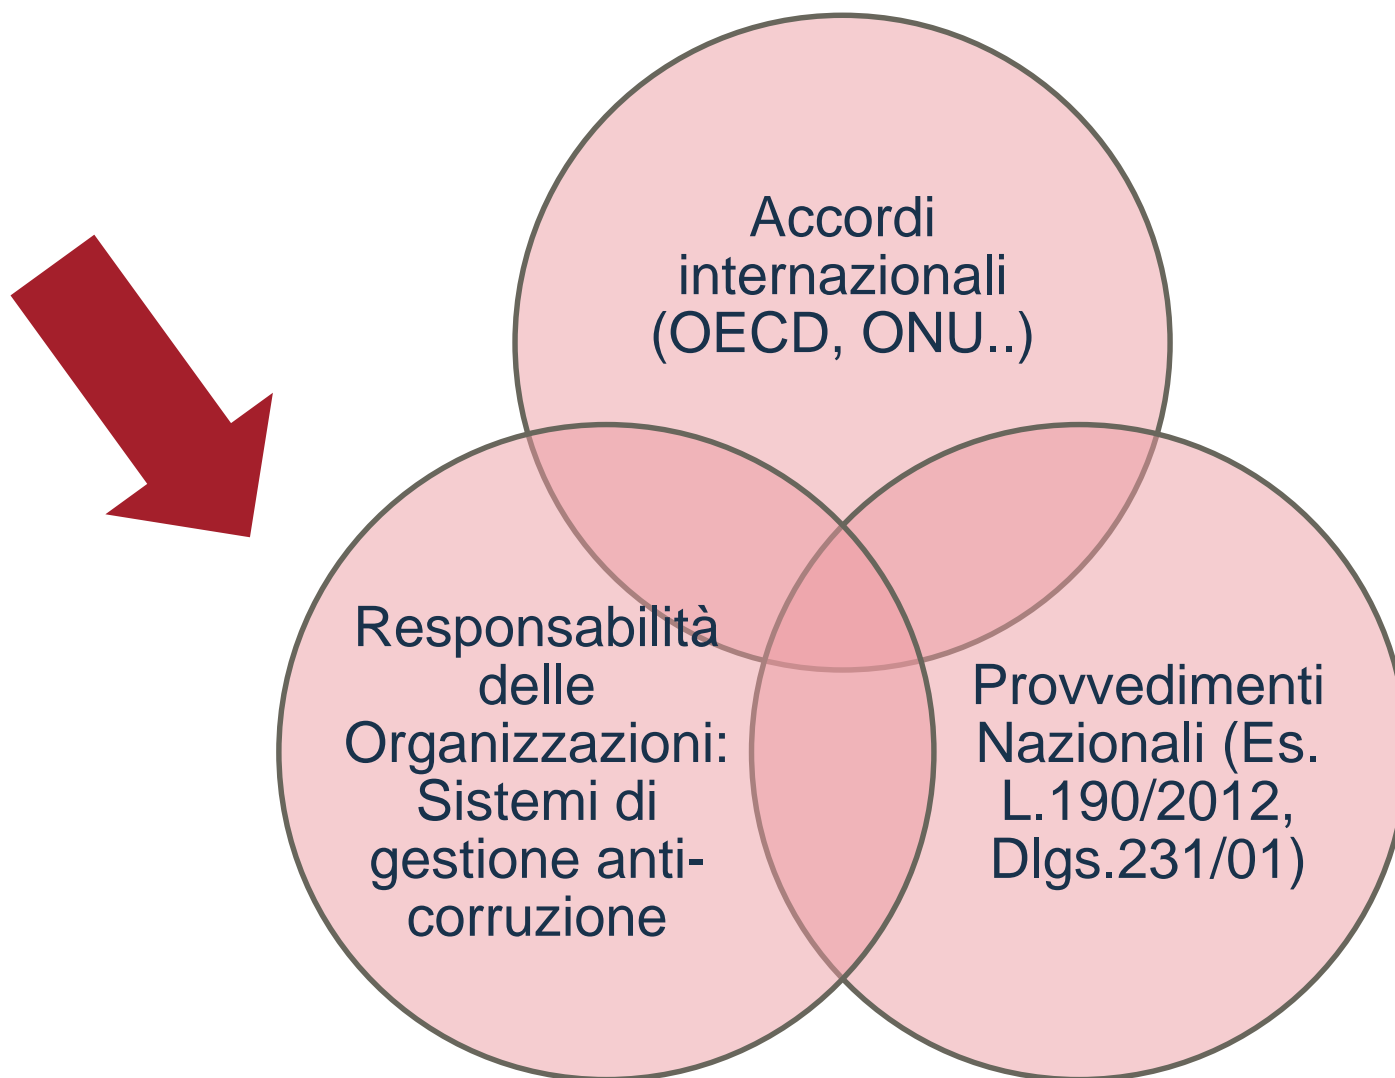 Accordi
internazionali
(OECD, ONU..)
Responsabilità
delle
Organizzazioni:
Sistemi di
gestione anti-
corruzione
Provvedimenti
Nazionali (Es.
L.190/2012,
Dlgs.231/01)